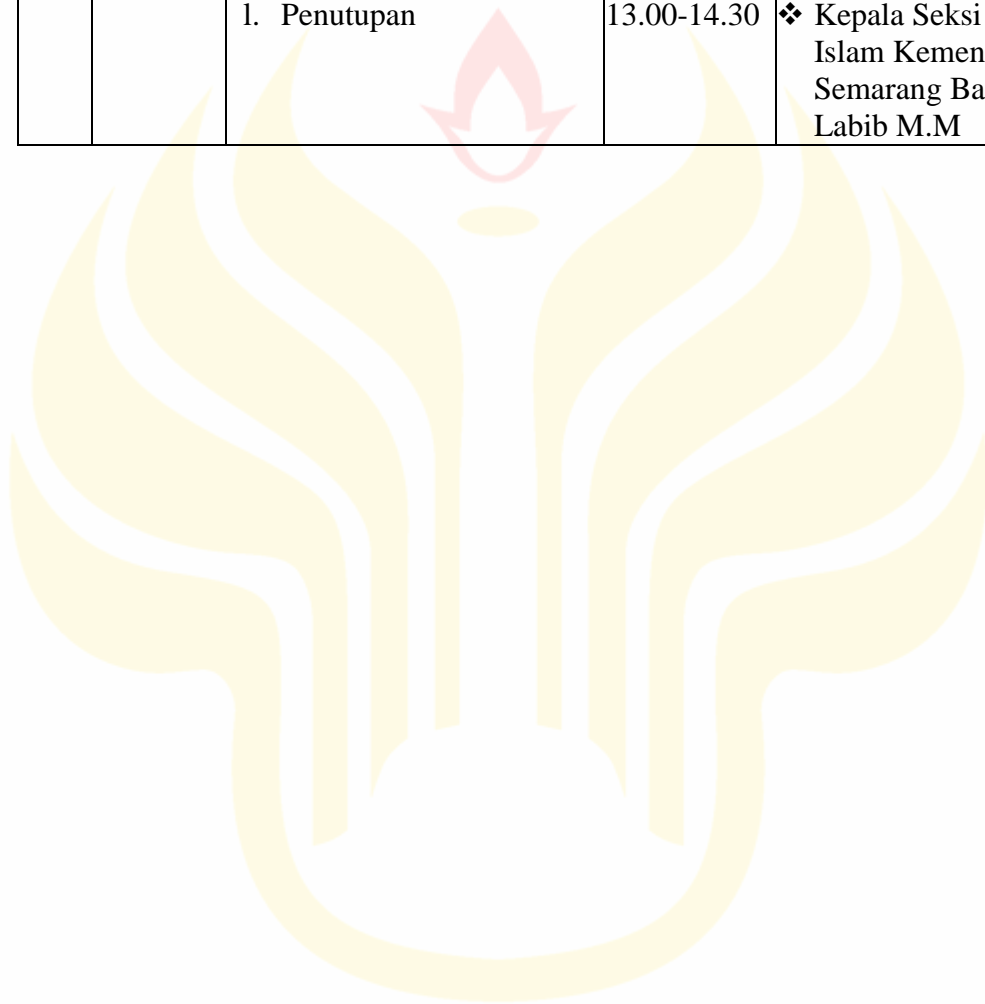 l. Penutupan 13.00-14.30 ❖ Kepala Seksi
Islam Kemen
Semarang Ba
Labib M.M